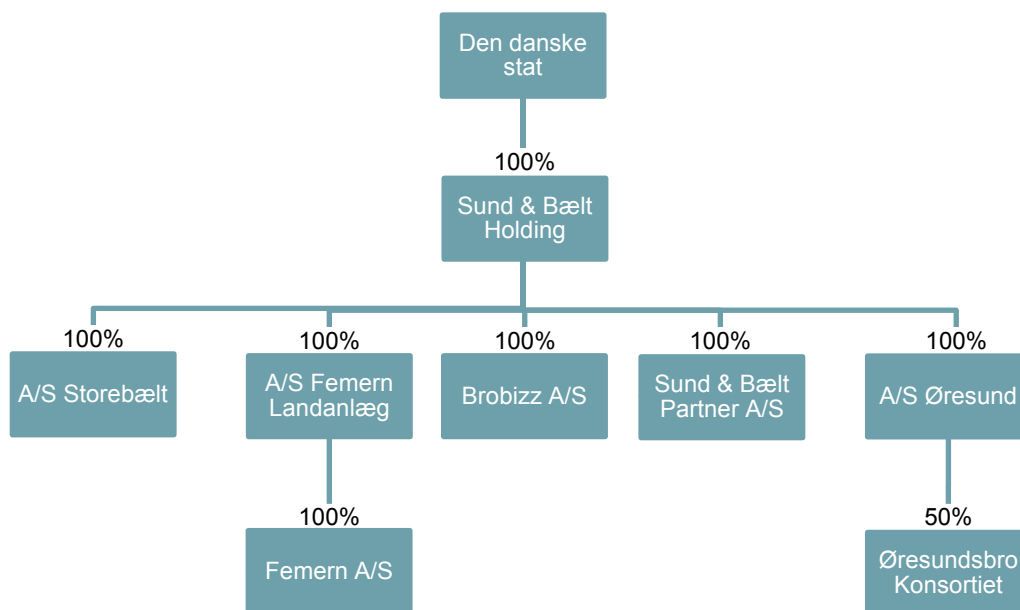 Den danske
stat
100%
Sund & Bælt
Holding
100%
100%
100%
100%
100%
A/S Storebælt
A/S Femern
Landanlæg
Brobizz A/S
Sund & Bælt
Partner A/S
A/S Øresund
100%
50%
Femern A/S
Øresundsbro
Konsortiet